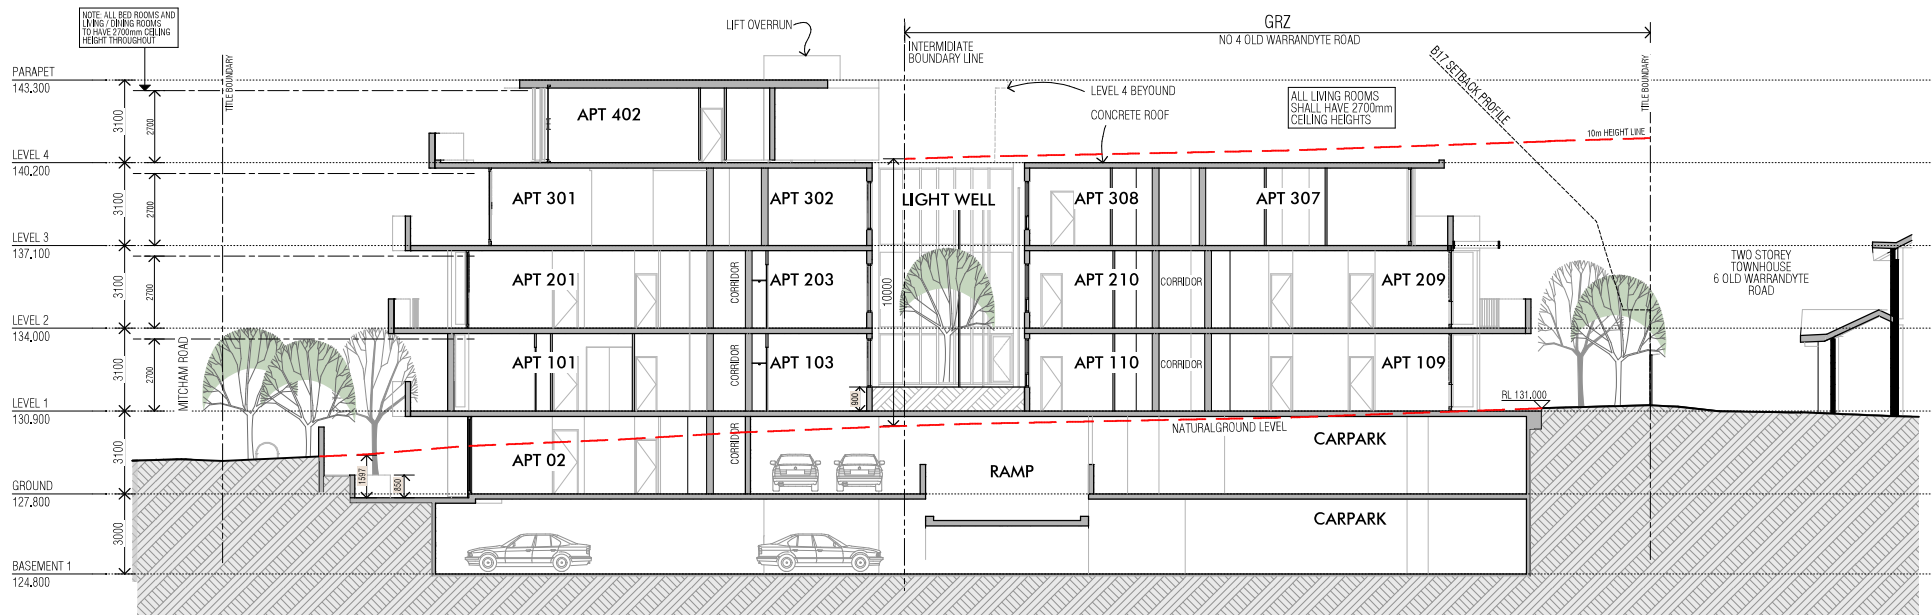 NOTE: ALL BED ROOMS AND
LIVING / DINING ROOMS
TO HAVE 2700mm CEILING
HEIGHT THROUGHOUT
LIFT OVERRUN
GRZ
NO 4 OLD WARRANDYTE ROAD
INTERMIDIATE
BOUNDARY LINE
TITLE BOUNDARY
TITLE BOUNDARY
B17 SETBACK PROFILE
PARAPET
143.300
3100
2700
APT 402
LEVEL 4 BEYOUND
CONCRETE ROOF
ALL LIVING ROOMS
SHALL HAVE 2700mm
CEILING HEIGHTS
10m HEIGHT LINE
LEVEL 4
140.200
3100
2700
APT 301
APT 302
LIGHT WELL
APT 308
APT 307
LEVEL 3
137.100
3100
2700
APT 201
CORRIDOR
APT 203
10000
APT 210
CORRIDOR
APT 209
TWO STOREY
TOWNHOUSE
6 OLD WARRANDYTE
ROAD
LEVEL 2
134.000
3100
2700
MITCHAM ROAD
APT 101
CORRIDOR
APT 103
900
APT 110
CORRIDOR
APT 109
RL 131.000
LEVEL 1
130.900
3100
1597
850
APT 02
CORRIDOR
NATURALGROUND LEVEL
CARPARK
RAMP
GROUND
127.800
3000
CARPARK
BASEMENT 1
124.800